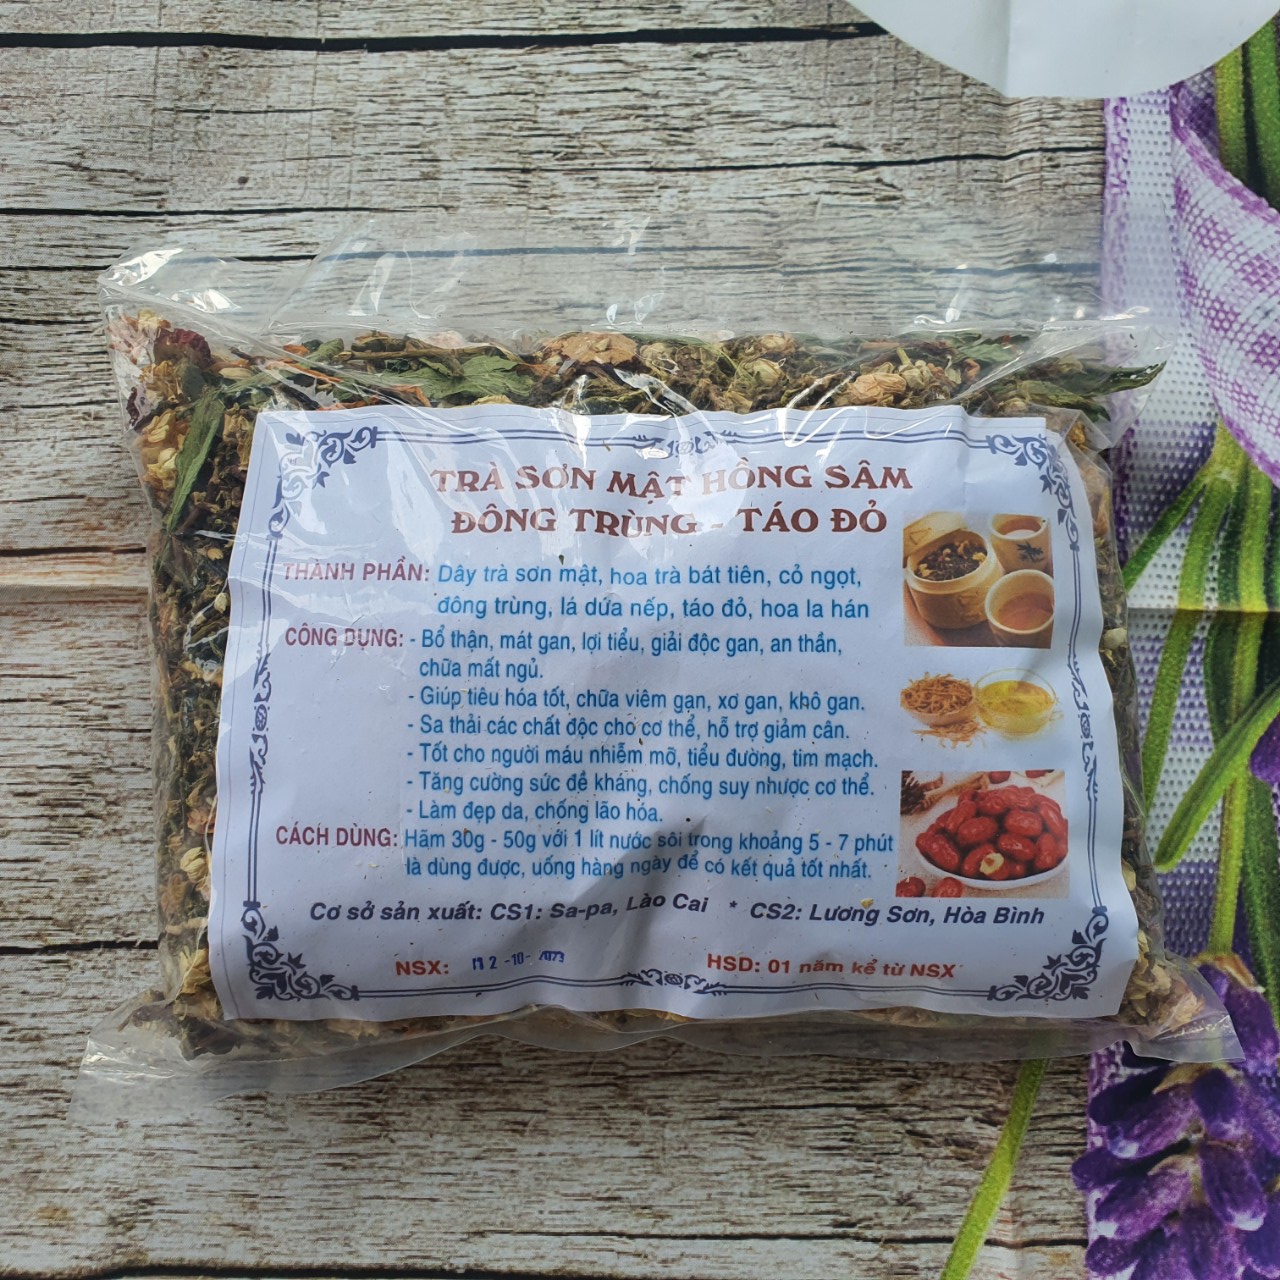 TRÀ SƠN MẬT HỒNG SÂM
ĐÔNG TRÙNG - TÁO ĐỎ
THÀNH PHẦN: Dây trà sơn mật, hoa trà bát tiên, cỏ ngọt,
đông trùng, lá dứa nếp, táo đỏ, hoa la hán
CÔNG DỤNG: - Bổ thận, mát gan, lợi tiểu, giải độc gan, an thần,
chữa mất ngủ.
- Giúp tiêu hóa tốt, chữa viêm gan, xơ gan, khô gan.
- Sa thải các chất độc cho cơ thể, hỗ trợ giảm cân.
- Tốt cho người máu nhiễm mỡ, tiểu đường, tim mạch.
- Tăng cường sức đề kháng, chống suy nhược cơ thể.
- Làm đẹp da, chống lão hóa.
CÁCH DÙNG: Hãm 30g - 50g với 1 lít nước sôi trong khoảng 5 - 7 phút
là dùng được, uống hàng ngày để có kết quả tốt nhất.
Cơ sở sản xuất: CS1: Sa-pa, Lào Cai * CS2: Lương Sơn, Hòa Bình
NSX: 2 -10-
HSD: 01 năm kể từ NSX